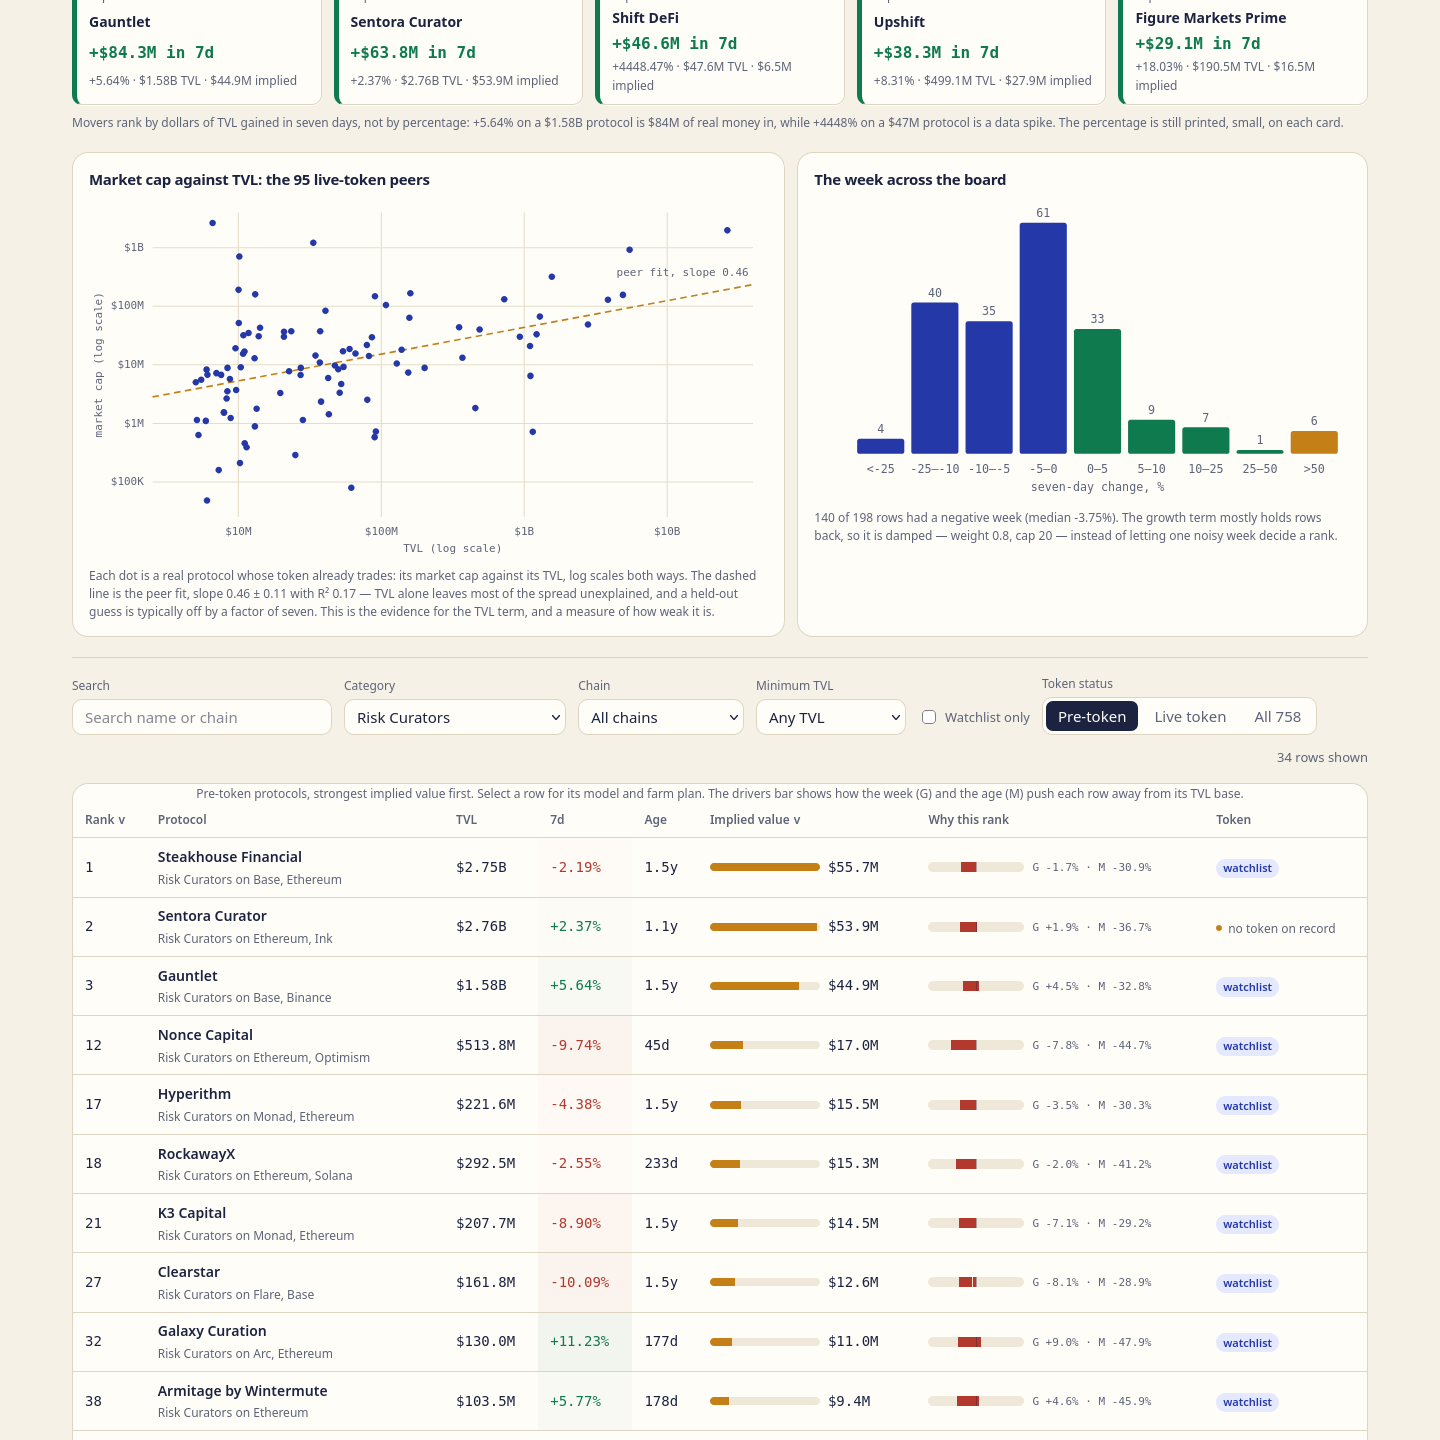 Gauntlet
+$84.3M in 7d
+5.64% · $1.58B TVL · $44.9M implied
Sentora Curator
+$63.8M in 7d
+2.37% · $2.76B TVL · $53.9M implied
Shift DeFi
+$46.6M in 7d
+4448.47% · $47.6M TVL · $6.5M
implied
Upshift
+$38.3M in 7d
+8.31% · $499.1M TVL · $27.9M implied
Figure Markets Prime
+$29.1M in 7d
+18.03% · $190.5M TVL · $16.5M
implied
Movers rank by dollars of TVL gained in seven days, not by percentage: +5.64% on a $1.58B protocol is $84M of real money in, while +4448% on a $47M protocol is a data spike. The percentage is still printed, small, on each card.
Market cap against TVL: the 95 live-token peers
$1B
$100M
$10M
$1M
$100K
market cap (log scale)
peer fit, slope 0.46
$10M
$100M
$1B
$10B
TVL (log scale)
Each dot is a real protocol whose token already trades: its market cap against its TVL, log scales both ways. The dashed
line is the peer fit, slope 0.46 ± 0.11 with R² 0.17 — TVL alone leaves most of the spread unexplained, and a held-out
guess is typically off by a factor of seven. This is the evidence for the TVL term, and a measure of how weak it is.
The week across the board
4
40
35
61
33
9
7
1
6
<-25
-25–-10
-10–-5
-5–0
0–5
5–10
10–25
25–50
>50
seven-day change, %
140 of 198 rows had a negative week (median -3.75%). The growth term mostly holds rows
back, so it is damped — weight 0.8, cap 20 — instead of letting one noisy week decide a rank.
Search
Search name or chain
Category
Risk Curators
Chain
All chains
Minimum TVL
Any TVL
Watchlist only
Token status
Pre-token
Live token
All 758
34 rows shown
Pre-token protocols, strongest implied value first. Select a row for its model and farm plan. The drivers bar shows how the week (G) and the age (M) push each row away from its TVL base.
Rank v
Protocol
TVL
7d
Age
Implied value v
Why this rank
Token
1
Steakhouse Financial
Risk Curators on Base, Ethereum
$2.75B
-2.19%
1.5y
$55.7M
G -1.7% · M -30.9%
watchlist
2
Sentora Curator
Risk Curators on Ethereum, Ink
$2.76B
+2.37%
1.1y
$53.9M
G +1.9% · M -36.7%
no token on record
3
Gauntlet
Risk Curators on Base, Binance
$1.58B
+5.64%
1.5y
$44.9M
G +4.5% · M -32.8%
watchlist
12
Nonce Capital
Risk Curators on Ethereum, Optimism
$513.8M
-9.74%
45d
$17.0M
G -7.8% · M -44.7%
watchlist
17
Hyperithm
Risk Curators on Monad, Ethereum
$221.6M
-4.38%
1.5y
$15.5M
G -3.5% · M -30.3%
watchlist
18
RockawayX
Risk Curators on Ethereum, Solana
$292.5M
-2.55%
233d
$15.3M
G -2.0% · M -41.2%
watchlist
21
K3 Capital
Risk Curators on Monad, Ethereum
$207.7M
-8.90%
1.5y
$14.5M
G -7.1% · M -29.2%
watchlist
27
Clearstar
Risk Curators on Flare, Base
$161.8M
-10.09%
1.5y
$12.6M
G -8.1% · M -28.9%
watchlist
32
Galaxy Curation
Risk Curators on Arc, Ethereum
$130.0M
+11.23%
177d
$11.0M
G +9.0% · M -47.9%
watchlist
38
Armitage by Wintermute
Risk Curators on Ethereum
$103.5M
+5.77%
178d
$9.4M
G +4.6% · M -45.9%
watchlist